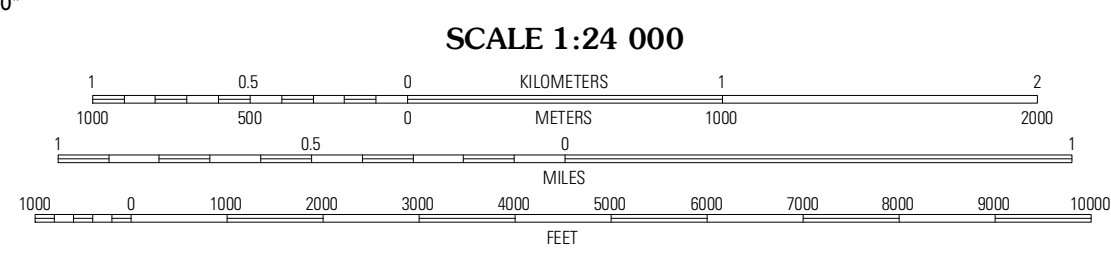 0"
SCALE 1:24 000
1 0.5 0 KILOMETERS 1 2
1000 500 0 METERS 1000 2000
1 0.5 0 1
MILES
1000 0 1000 2000 3000 4000 5000 6000 7000 8000 9000 10000
FEET